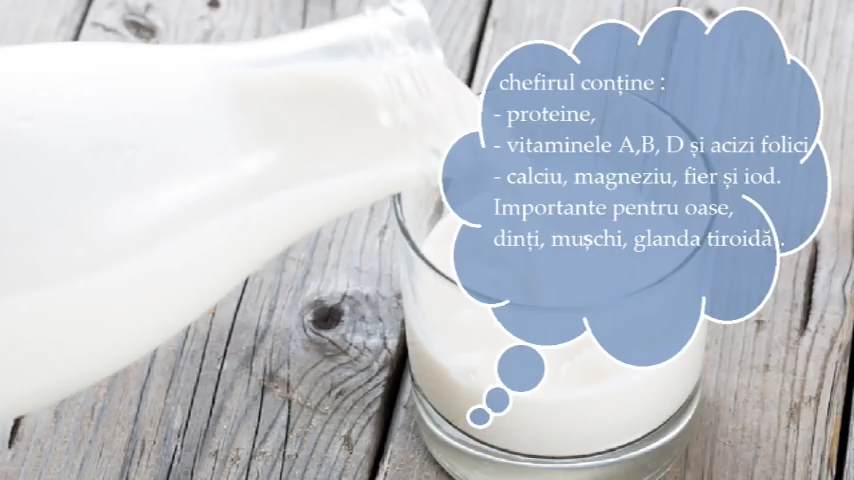 chefirul conține :
- proteine,
- vitaminele A,B, D și acizi folici,
- calciu, magneziu, fier și iod.
Importante pentru oase,
dinți, mușchi, glanda tiroidă..